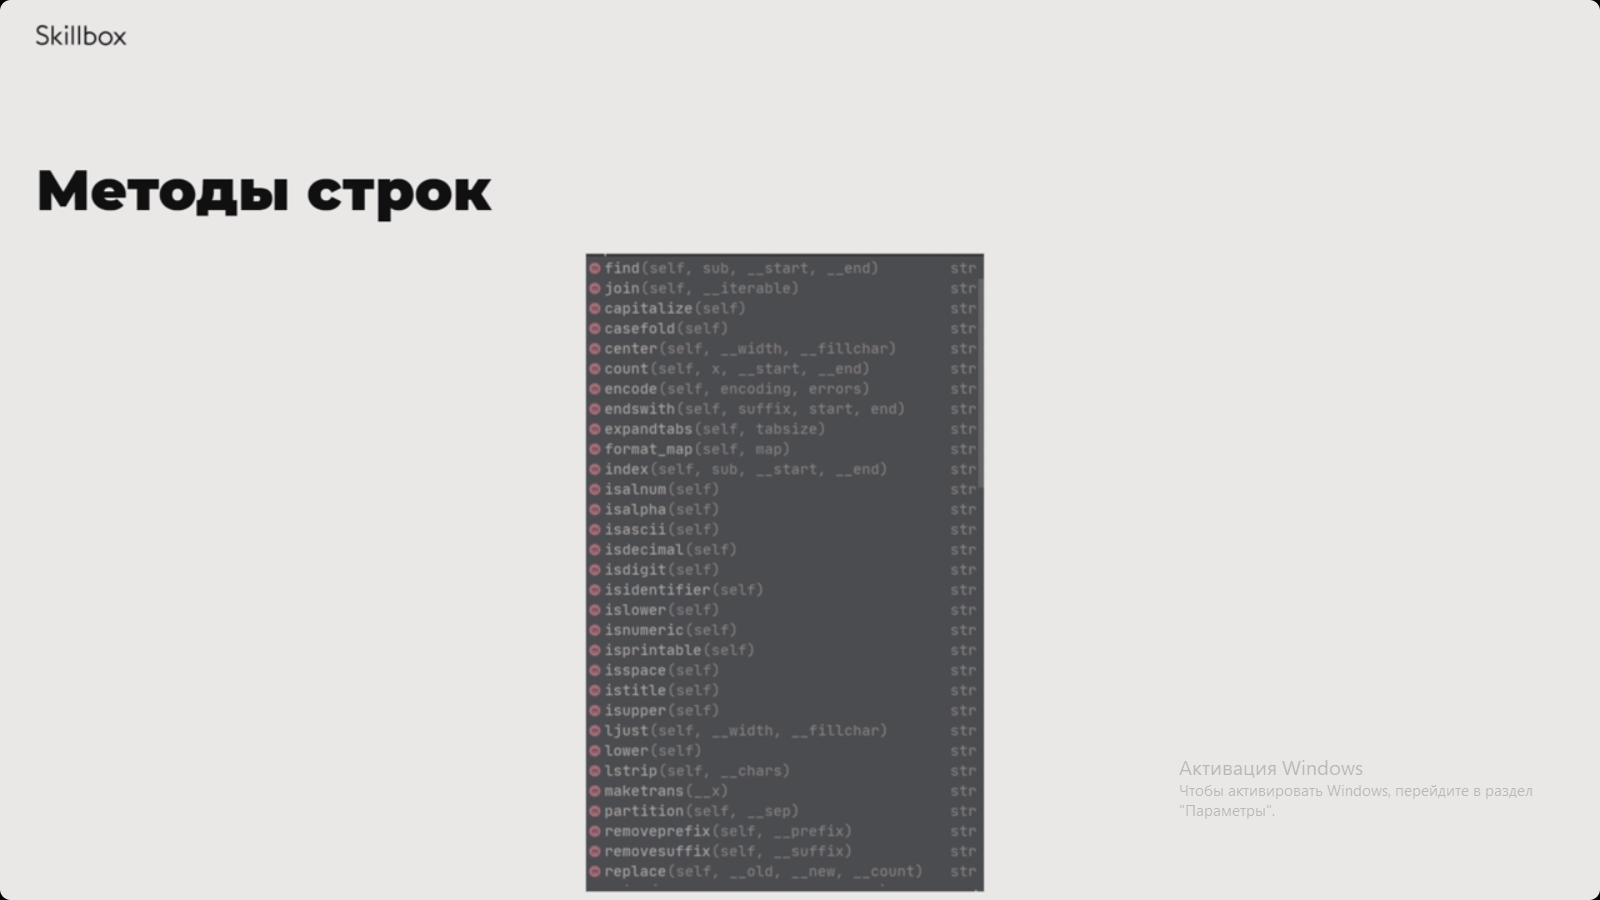 Skillbox
Методы строк
find(self, sub, __start, __end) str
join(self, __iterable) str
capitalize(self) str
casefold(self) str
center(self, __width, __fillchar) str
count(self, x, __start, __end) str
encode(self, encoding, errors) str
endswith(self, suffix, start, end) str
expandtabs(self, tabsize) str
format_map(self, map) str
index(self, sub, __start, __end) str
isalnum(self) str
isalpha(self) str
isascii(self) str
isdecimal(self) str
isdigit(self) str
isidentifier(self) str
islower(self) str
isnumeric(self) str
isprintable(self) str
isspace(self) str
istitle(self) str
isupper(self) str
ljust(self, __width, __fillchar) str
lower(self) str
lstrip(self, __chars) str
maketrans(__x) str
partition(self, __sep) str
removeprefix(self, __prefix) str
removesuffix(self, __suffix) str
replace(self, __old, __new, __count) str
Активация Windows
Чтобы активировать Windows, перейдите в раздел
"Параметры".